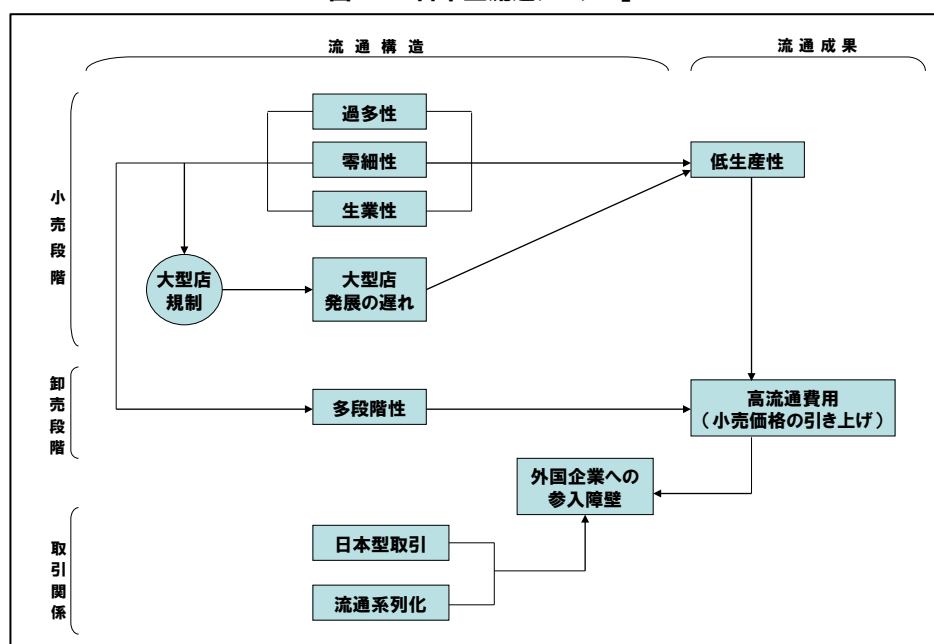 流通構造
流通成果
小売段階
過多性
零細性
生業性
低生産性
大型店
規制
大型店
発展の遅れ
卸売段階
多段階性
高流通費用
（小売価格の引き上げ）
外国企業への
参入障壁
取引関係
日本型取引
流通系列化